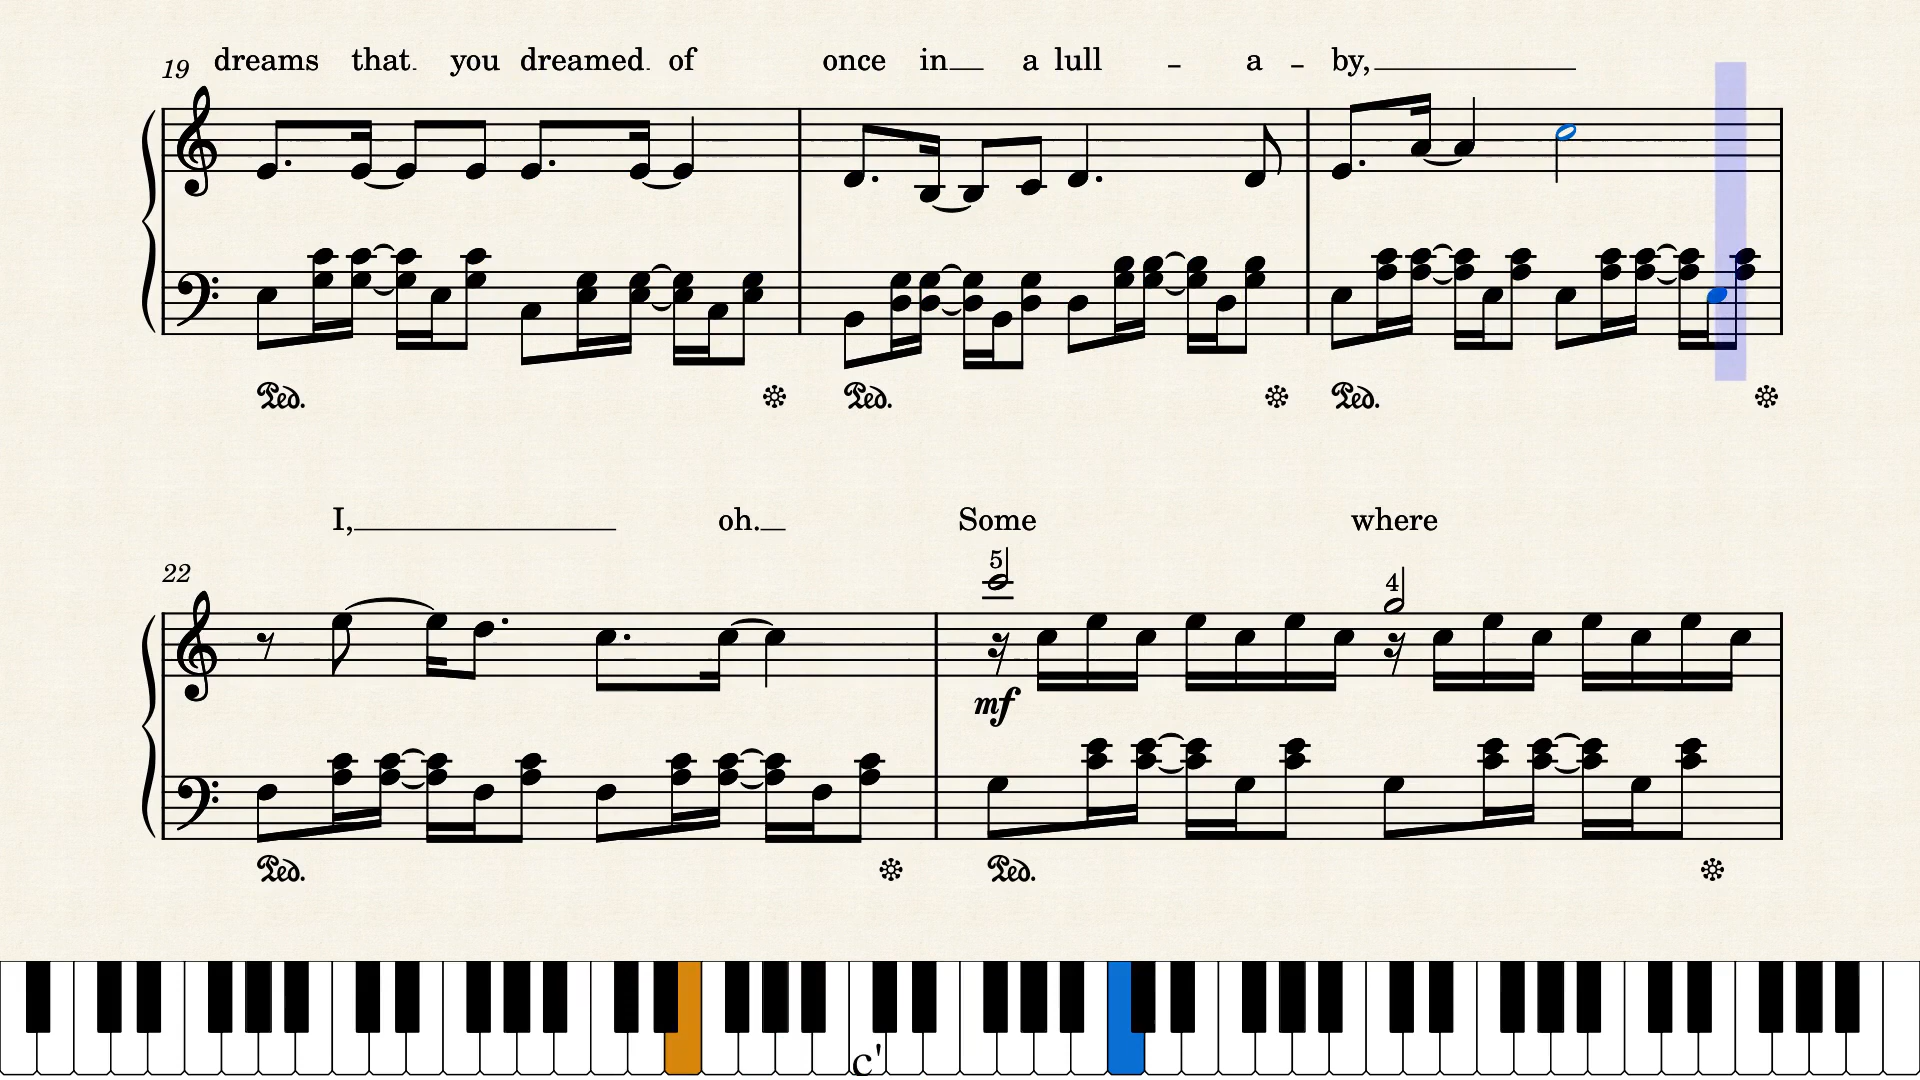 19 dreams that you dreamed of once in a lull - a - by,
Ped. Ped. Ped.
22 I, oh. Some where
5 4
mf
Ped. Ped.
c'